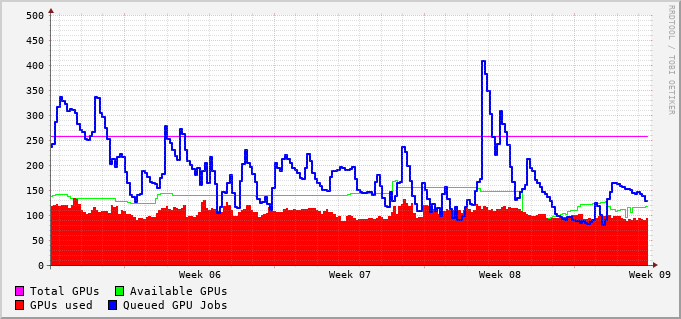 500
450
400
350
300
250
200
150
100
50
0
Week 06 Week 07 Week 08 Week 09
Total GPUs Available GPUs
GPUs used Queued GPU Jobs
RRDTOOL / TOBI OETIKER